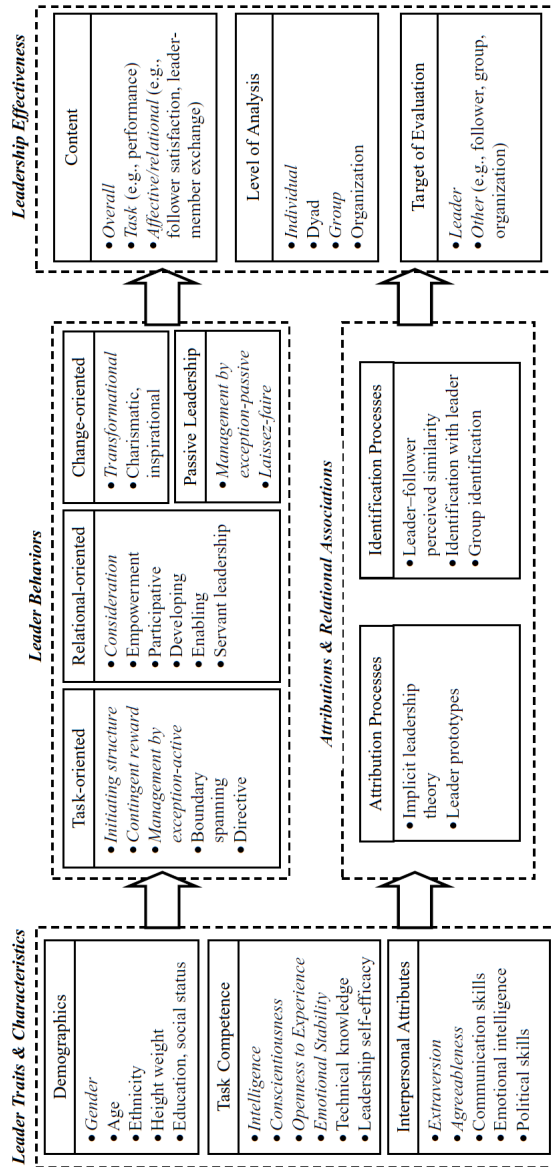 Leader Traits & Characteristics
Demographics
• Gender
• Age
• Ethnicity
• Height weight
• Education, social status
Task Competence
• Intelligence
• Conscientiousness
• Openness to Experience
• Emotional Stability
• Technical knowledge
• Leadership self-efficacy
Interpersonal Attributes
• Extraversion
• Agreeableness
• Communication skills
• Emotional intelligence
• Political skills
Leader Behaviors
Task-oriented
• Initiating structure
• Contingent reward
• Management by
exception-active
• Boundary
spanning
• Directive
Relational-oriented
• Consideration
• Empowerment
• Participative
• Developing
• Enabling
• Servant leadership
Change-oriented
• Transformational
• Charismatic,
inspirational
Passive Leadership
• Management by
exception-passive
• Laissez-faire
Attributions & Relational Associations
Attribution Processes
• Implicit leadership
theory
• Leader prototypes
Identification Processes
• Leader–follower
perceived similarity
• Identification with leader
• Group identification
Leadership Effectiveness
Content
• Overall
• Task (e.g., performance)
• Affective/relational (e.g.,
follower satisfaction, leader-
member exchange)
Level of Analysis
• Individual
• Dyad
• Group
• Organization
Target of Evaluation
• Leader
• Other (e.g., follower, group,
organization)